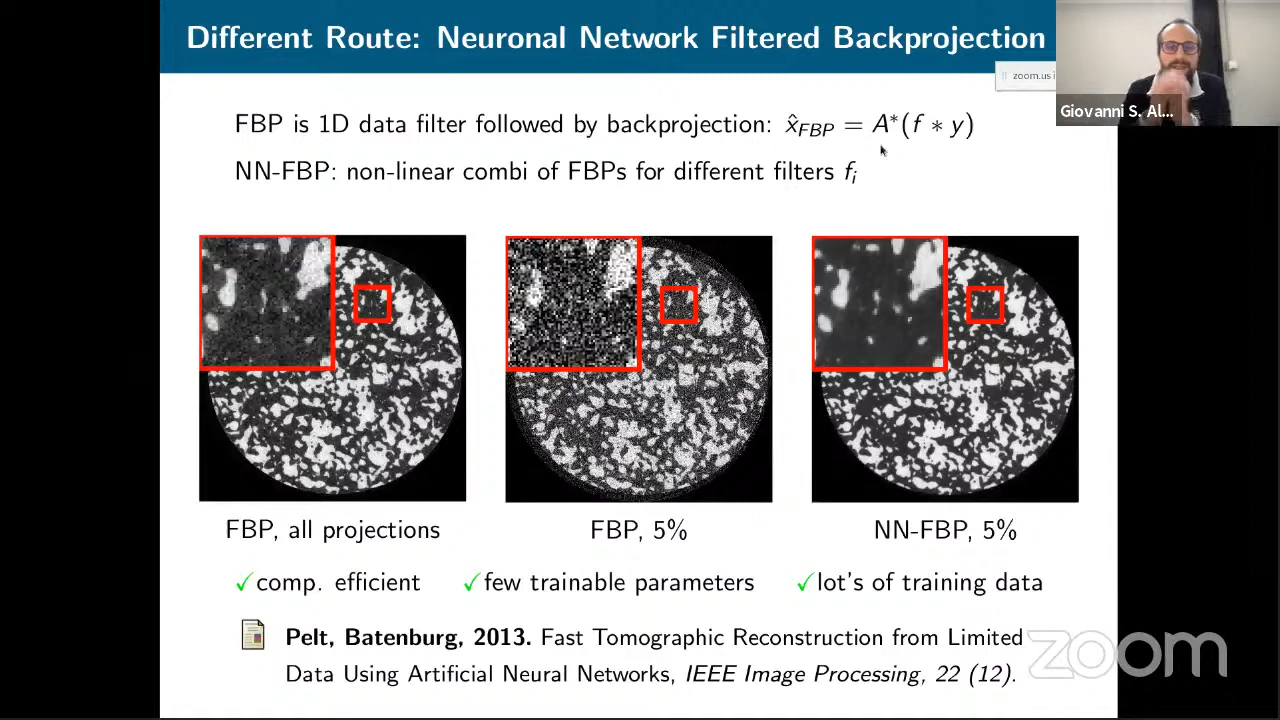 Different Route: Neuronal Network Filtered Backprojection
zoom.us i
Giovanni S. Al...
FBP is 1D data filter followed by backprojection: x̂_FBP = A*(f ∗ y)
NN-FBP: non-linear combi of FBPs for different filters f_i
FBP, all projections
FBP, 5%
NN-FBP, 5%
✓comp. efficient
✓few trainable parameters
✓lot's of training data
Pelt, Batenburg, 2013. Fast Tomographic Reconstruction from Limited
Data Using Artificial Neural Networks, IEEE Image Processing, 22 (12).
zoom